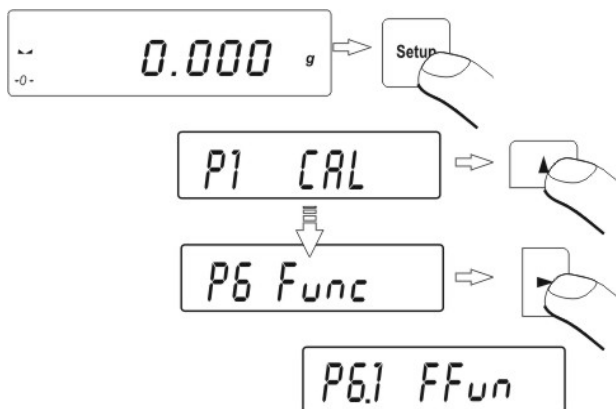 0.000 g Setup
-0-
P1 CAL
P6 Func
P6.1 FFun